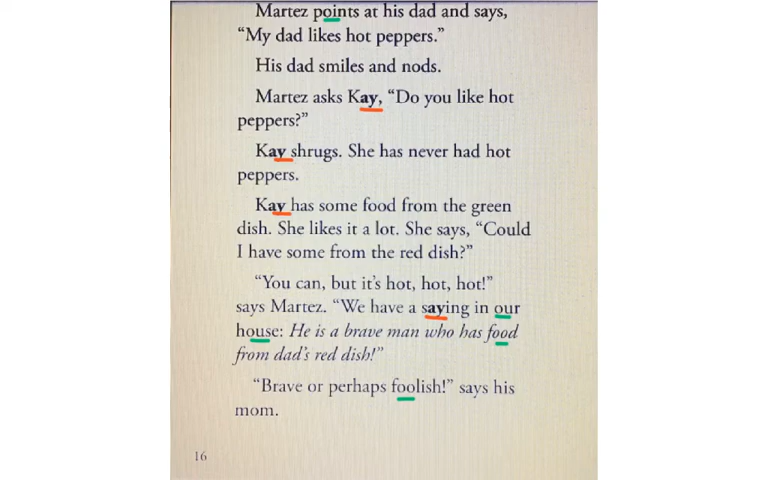 Martez points at his dad and says,
“My dad likes hot peppers.”
His dad smiles and nods.
Martez asks Kay, “Do you like hot
peppers?”
Kay shrugs. She has never had hot
peppers.
Kay has some food from the green
dish. She likes it a lot. She says, “Could
I have some from the red dish?”
“You can, but it’s hot, hot, hot!”
says Martez. “We have a saying in our
house: He is a brave man who has food
from dad’s red dish!”
“Brave or perhaps foolish!” says his
mom.
16